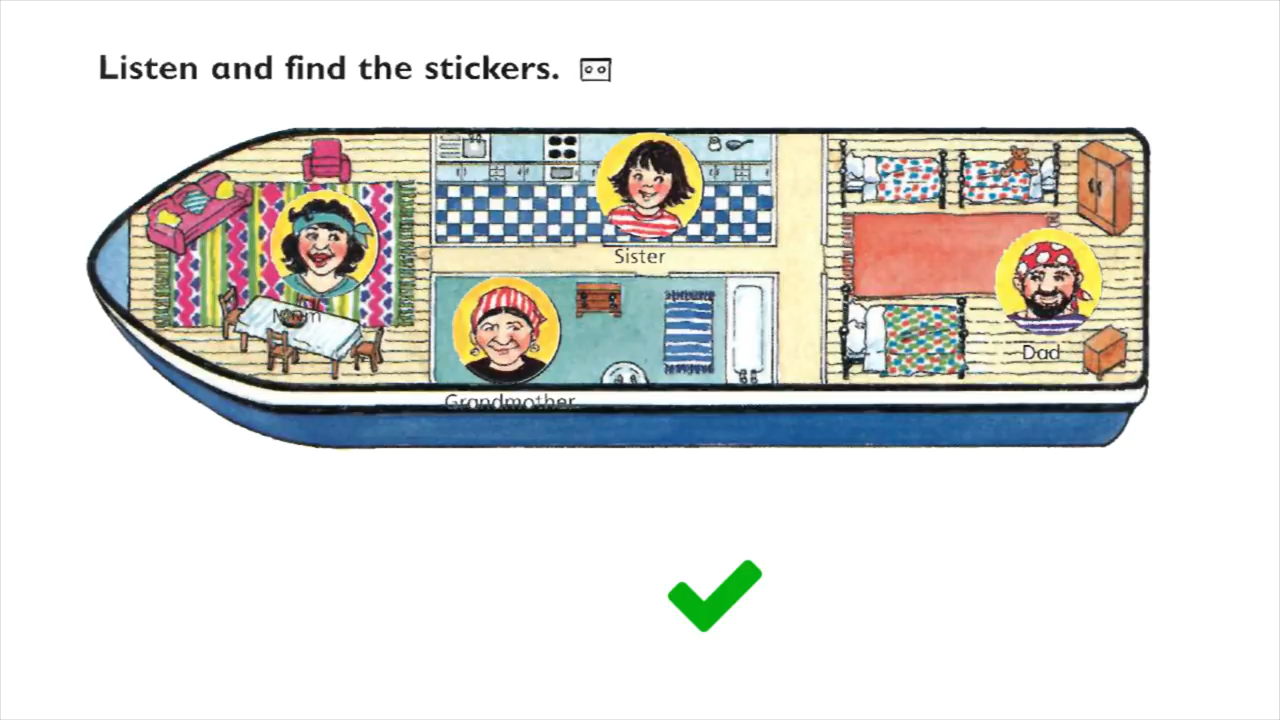 Listen and find the stickers.
Sister
Mum
Dad
Grandmother